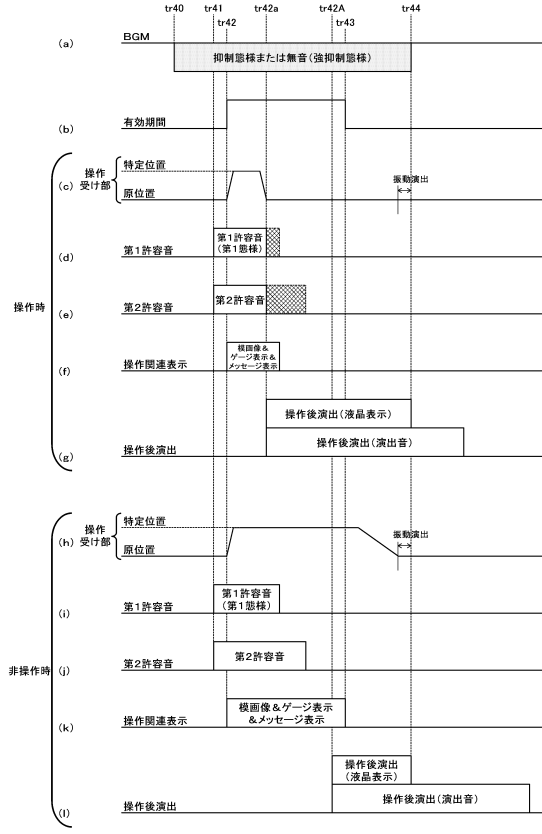 tr40 tr41 tr42a tr42A tr44
tr42 tr43
(a) BGM
抑制態様または無音(強抑制態様)
(b) 有効期間
操作時
(c) 操作受け部
特定位置
原位置
振動演出
(d) 第1許容音
第1許容音
(第1態様)
(e) 第2許容音
第2許容音
(f) 操作関連表示
模画像&
ゲージ表示&
メッセージ表示
(g) 操作後演出
操作後演出(液晶表示)
操作後演出(演出音)
非操作時
(h) 操作受け部
特定位置
原位置
振動演出
(i) 第1許容音
第1許容音
(第1態様)
(j) 第2許容音
第2許容音
(k) 操作関連表示
模画像&ゲージ表示
&メッセージ表示
(l) 操作後演出
操作後演出
(液晶表示)
操作後演出(演出音)